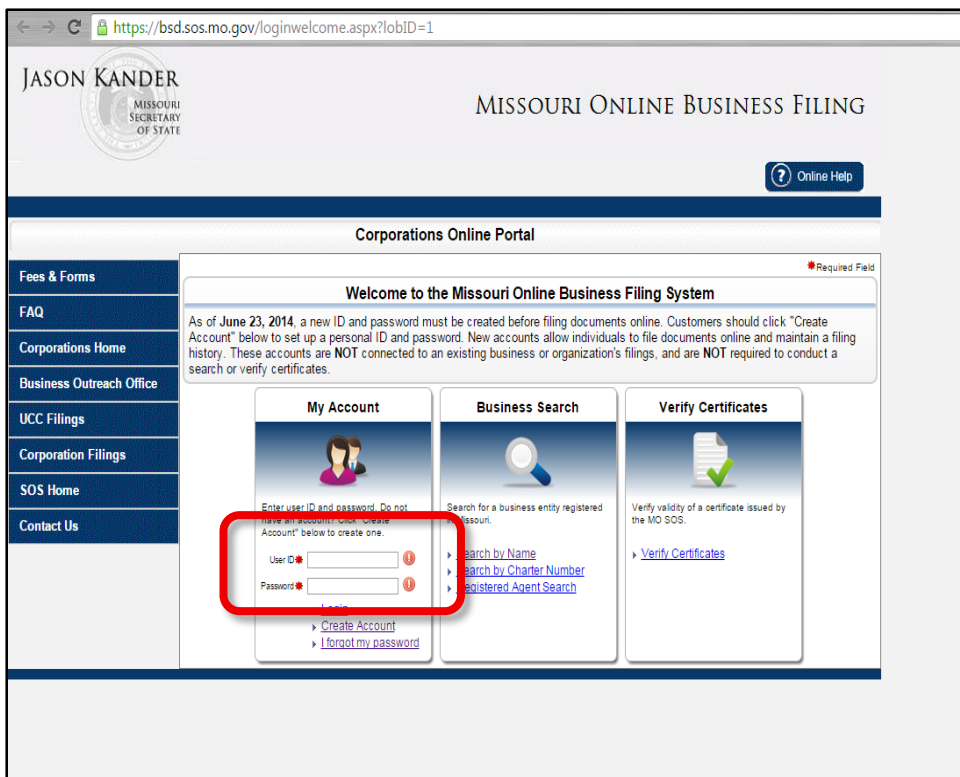 https://bsd.sos.mo.gov/loginwelcome.aspx?lobID=1
JASON KANDER
MISSOURI
SECRETARY
OF STATE
MISSOURI ONLINE BUSINESS FILING
? Online Help
Corporations Online Portal
*Required Field
Fees & Forms
FAQ
Corporations Home
Business Outreach Office
UCC Filings
Corporation Filings
SOS Home
Contact Us
Welcome to the Missouri Online Business Filing System
As of June 23, 2014, a new ID and password must be created before filing documents online. Customers should click "Create
Account" below to set up a personal ID and password. New accounts allow individuals to file documents online and maintain a filing
history. These accounts are NOT connected to an existing business or organization's filings, and are NOT required to conduct a
search or verify certificates.
My Account
Enter user ID and password. Do not
have an account? Click "Create
Account" below to create one.
User ID*
Password*
Login
Create Account
I forgot my password
Business Search
Search for a business entity registered
in Missouri.
Search by Name
Search by Charter Number
Registered Agent Search
Verify Certificates
Verify validity of a certificate issued by
the MO SOS.
Verify Certificates